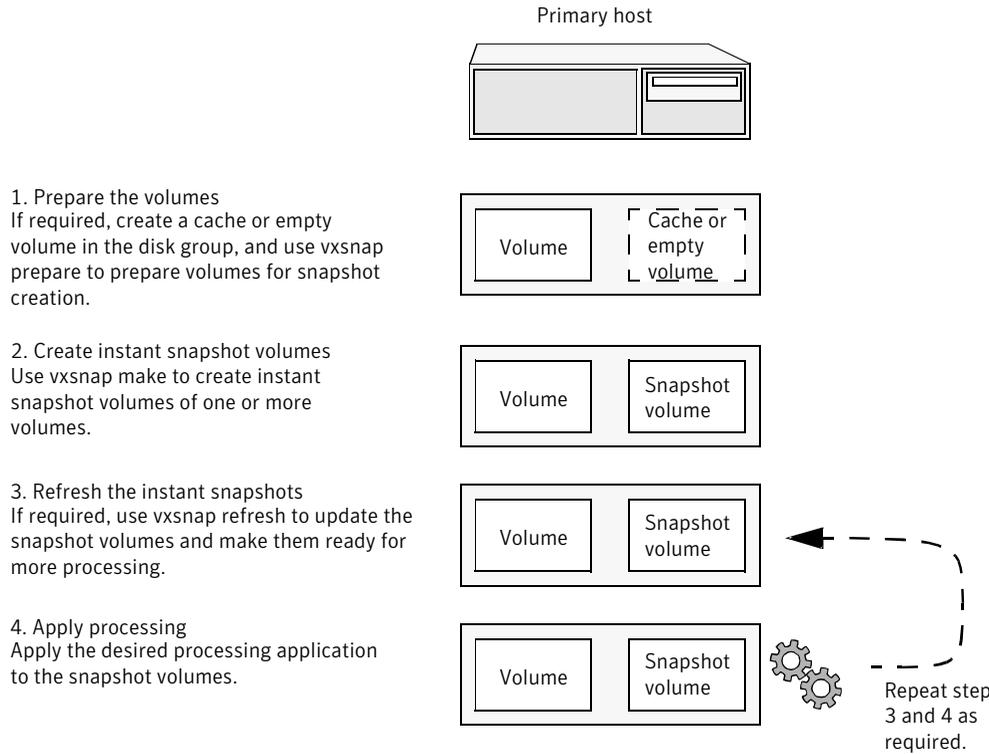 Primary host
1. Prepare the volumes
If required, create a cache or empty
volume in the disk group, and use vxsnap
prepare to prepare volumes for snapshot
creation.
Volume
Cache or
empty
volume
2. Create instant snapshot volumes
Use vxsnap make to create instant
snapshot volumes of one or more
volumes.
Volume
Snapshot
volume
3. Refresh the instant snapshots
If required, use vxsnap refresh to update the
snapshot volumes and make them ready for
more processing.
Volume
Snapshot
volume
4. Apply processing
Apply the desired processing application
to the snapshot volumes.
Volume
Snapshot
volume
Repeat step
3 and 4 as
required.